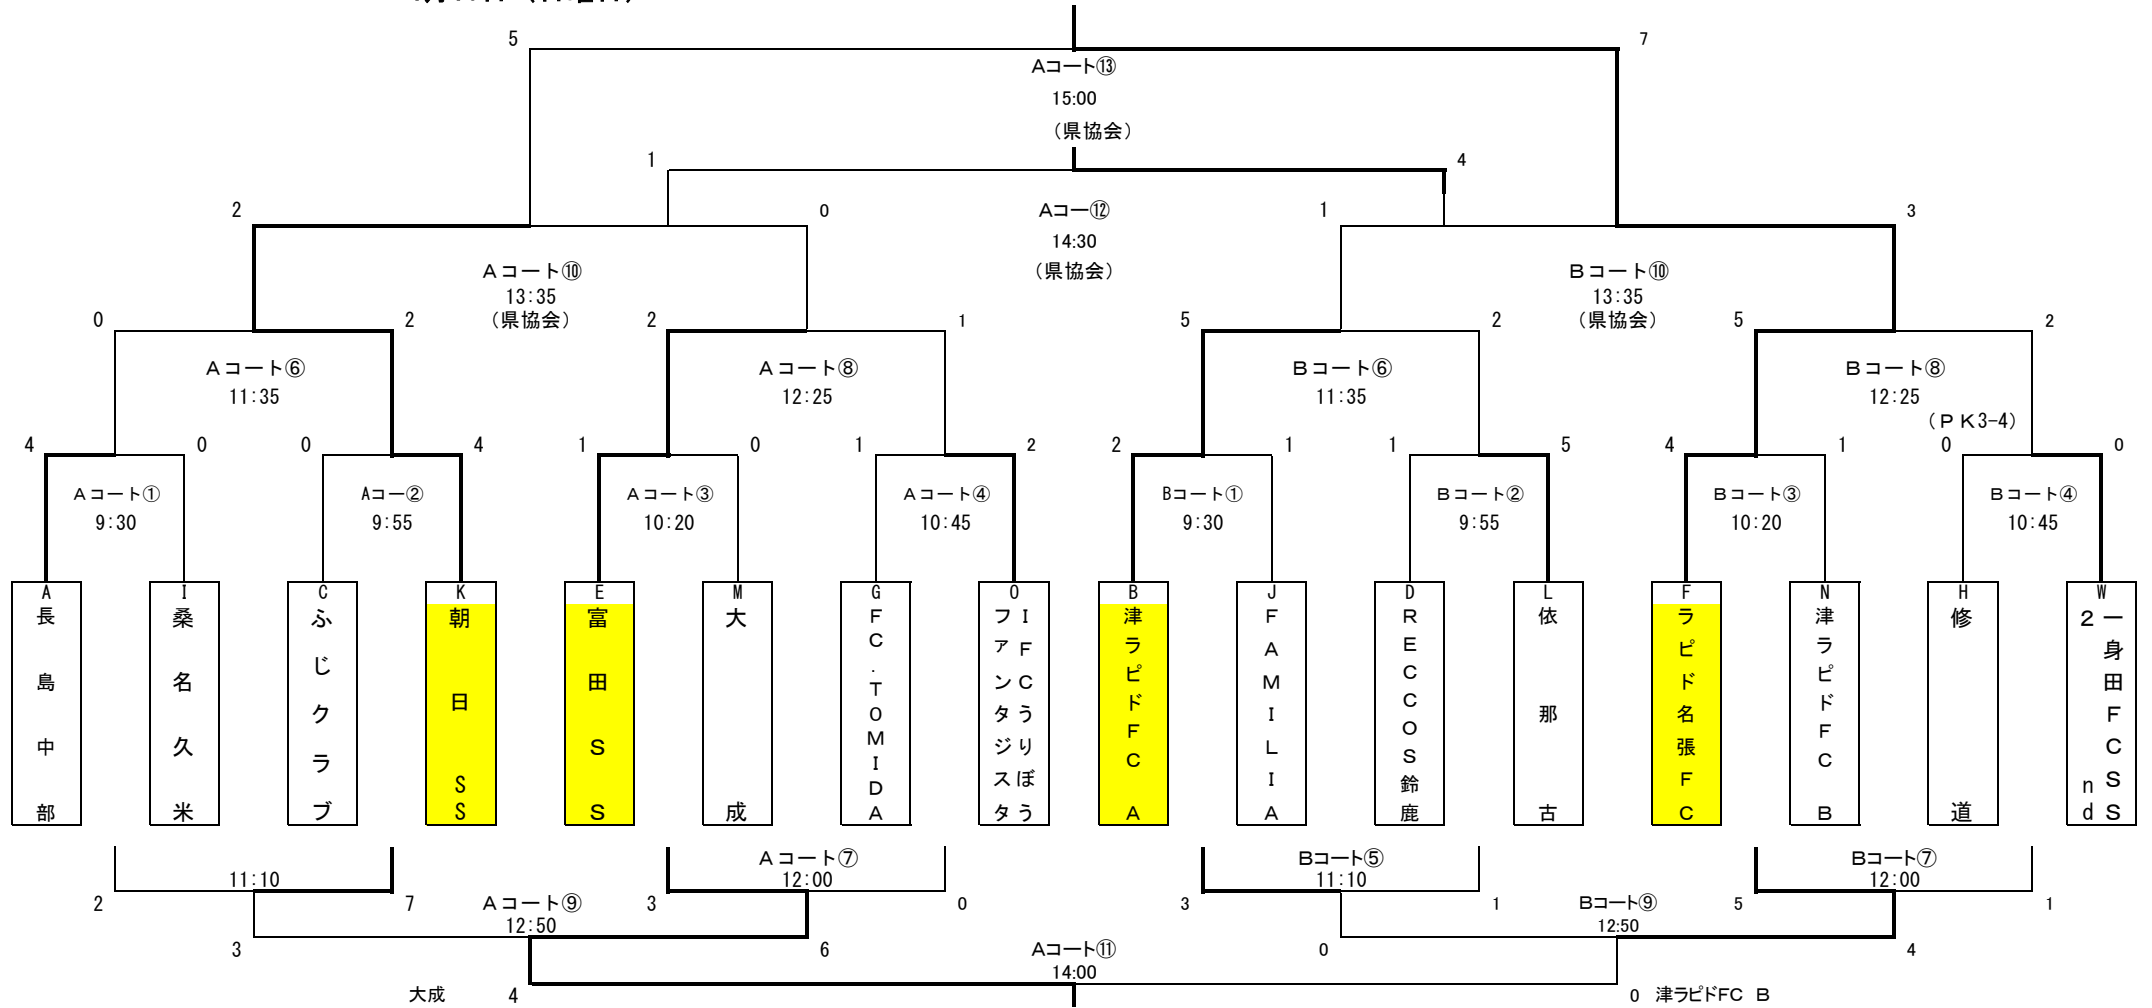 5 7
Aコート⑬
15:00
（県協会）
1 4
2 0 Aコー⑫ 1 3
14:30
（県協会）
Aコート⑩ Bコート⑩
13:35 13:35
（県協会） （県協会）
0 2 2 1 5 2 5 2
Aコート⑥ Aコート⑧ Bコート⑥ Bコート⑧
11:35 12:25 11:35 12:25
（ＰＫ3-4）
4 0 0 4 1 0 1 2 2 1 1 5 4 1 0 0
Aコート① Aコー② Aコート③ Aコート④ Bコート① Bコート② Bコート③ Bコート④
9:30 9:55 10:20 10:45 9:30 9:55 10:20 10:45
A I C K E M G O B J D L F N H W
長島中部
桑名久米
ふじクラブ
朝日SS
富田SS
大成
FC.TOMIDA
IFCうりぼう
ファンタジスタ
津ラピドFC A
FAMILIA
RECCOS鈴鹿
依那古
ラピド名張FC
津ラピドFC B
修道
一身田FCSS
2nd
Aコート⑦ Bコート⑤ Bコート⑦
11:10 12:00 11:10 12:00
2 7 Aコート⑨ 3 0 3 1 Bコート⑨ 5 1
12:50 12:50
3 6 Aコート⑪ 0 4
14:00
大成 4 0 津ラピドFC B